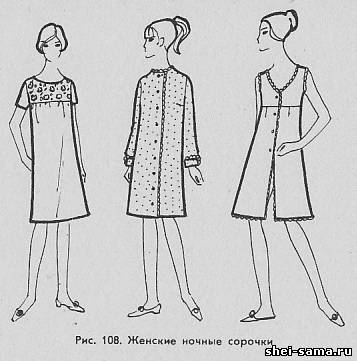 Рис. 108. Женские ночные сорочки
shei-sama.ru